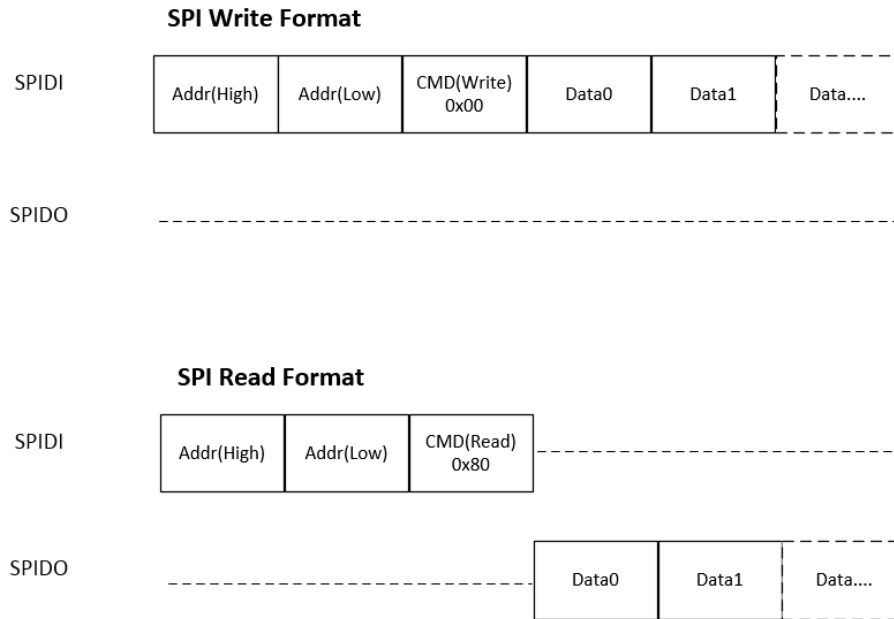 SPI Write Format
SPIDI
Addr(High) Addr(Low) CMD(Write) Data0 Data1 Data....
0x00
SPIDO
SPI Read Format
SPIDI
Addr(High) Addr(Low) CMD(Read)
0x80
SPIDO
Data0 Data1 Data....